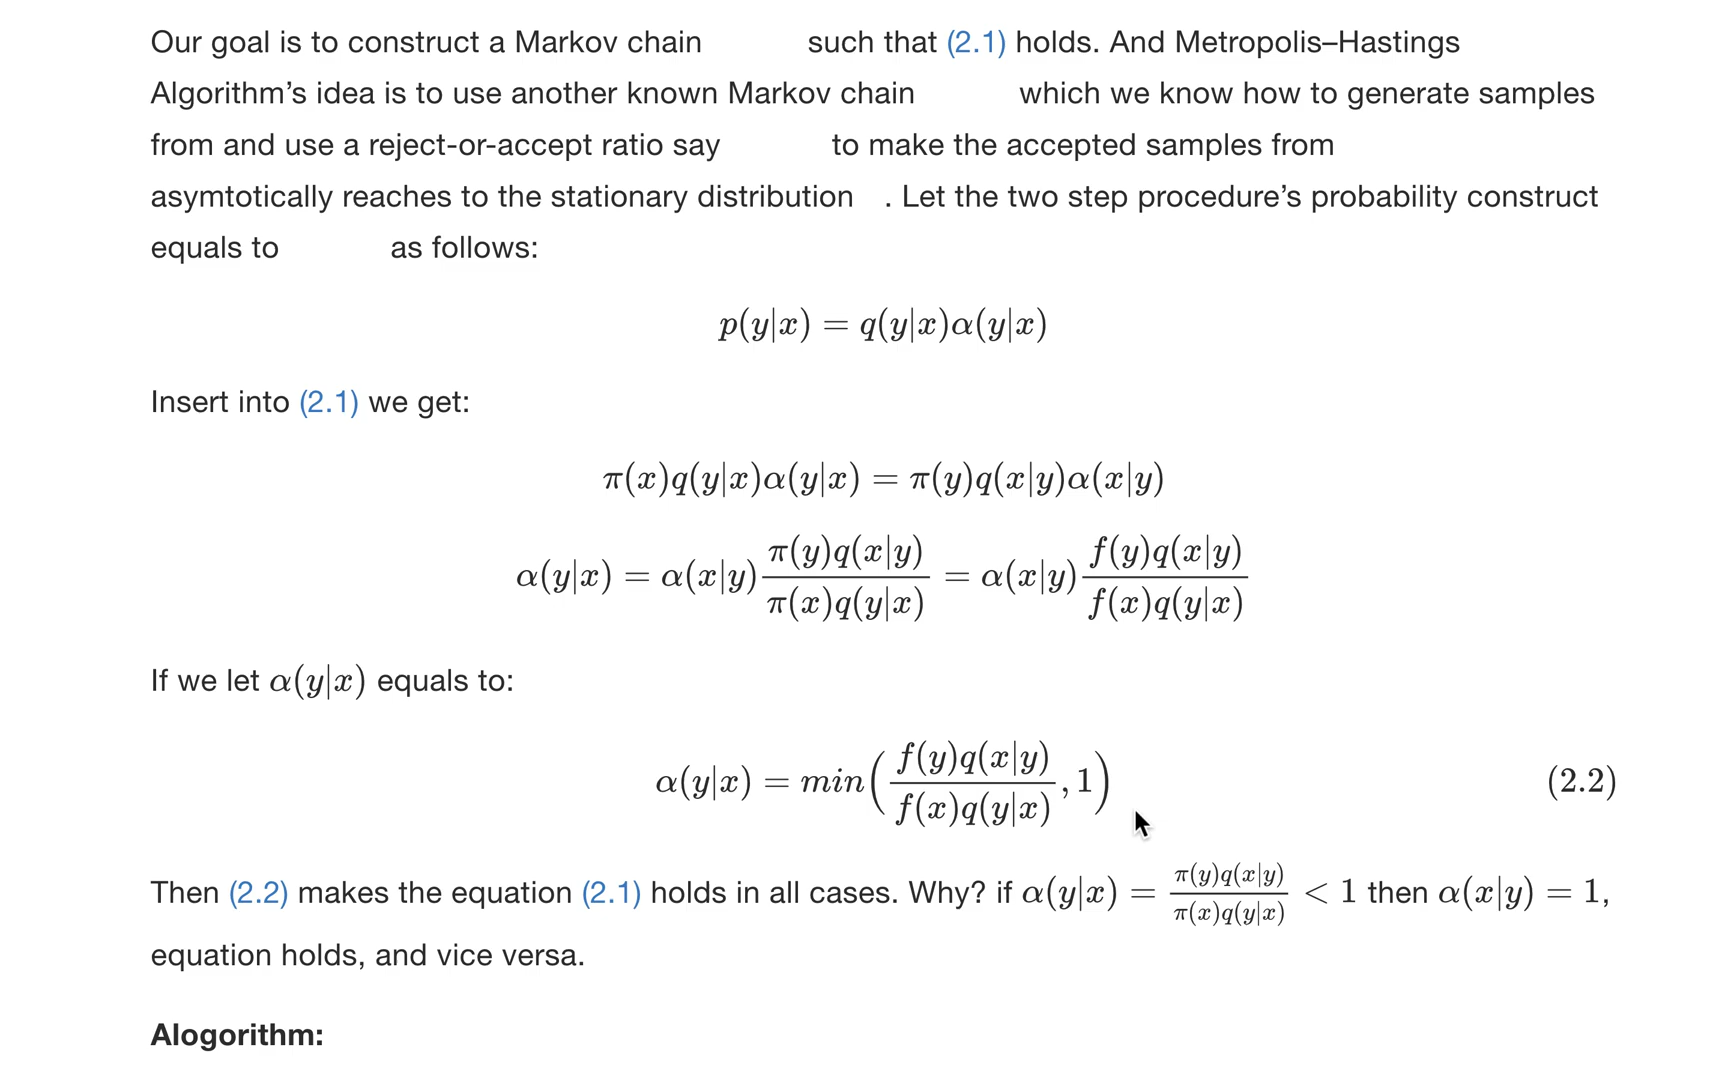 Our goal is to construct a Markov chain such that (2.1) holds. And Metropolis–Hastings
Algorithm’s idea is to use another known Markov chain which we know how to generate samples
from and use a reject-or-accept ratio say to make the accepted samples from
asymtotically reaches to the stationary distribution . Let the two step procedure’s probability construct
equals to as follows:
p(y|x) = q(y|x)α(y|x)
Insert into (2.1) we get:
π(x)q(y|x)α(y|x) = π(y)q(x|y)α(x|y)
α(y|x) = α(x|y) π(y)q(x|y) / π(x)q(y|x) = α(x|y) f(y)q(x|y) / f(x)q(y|x)
If we let α(y|x) equals to:
α(y|x) = min( f(y)q(x|y) / f(x)q(y|x) , 1) (2.2)
Then (2.2) makes the equation (2.1) holds in all cases. Why? if α(y|x) = π(y)q(x|y) / π(x)q(y|x) < 1 then α(x|y) = 1,
equation holds, and vice versa.
Alogorithm: